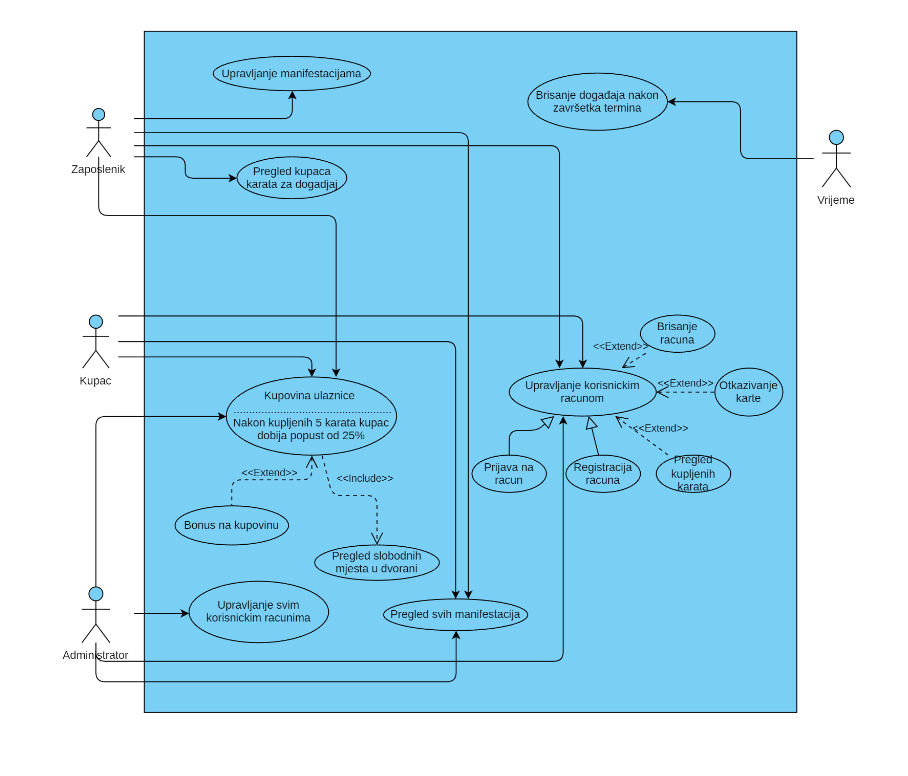 Upravljanje manifestacijama
Brisanje događaja nakon
završetka termina
Zaposlenik
Pregled kupaca
karata za dogadjaj
Vrijeme
Kupac
Brisanje
racuna
<<Extend>>
Upravljanje korisnickim
racunom
<<Extend>>
Otkazivanje
karte
Kupovina ulaznice
Nakon kupljenih 5 karata kupac
dobija popust od 25%
<<Extend>>
Prijava na
racun
Registracija
racuna
Pregled
kupljenih
karata
<<Extend>>
<<Include>>
Bonus na kupovinu
Pregled slobodnih
mjesta u dvorani
Upravljanje svim
korisnickim racunima
Pregled svih manifestacija
Administrator